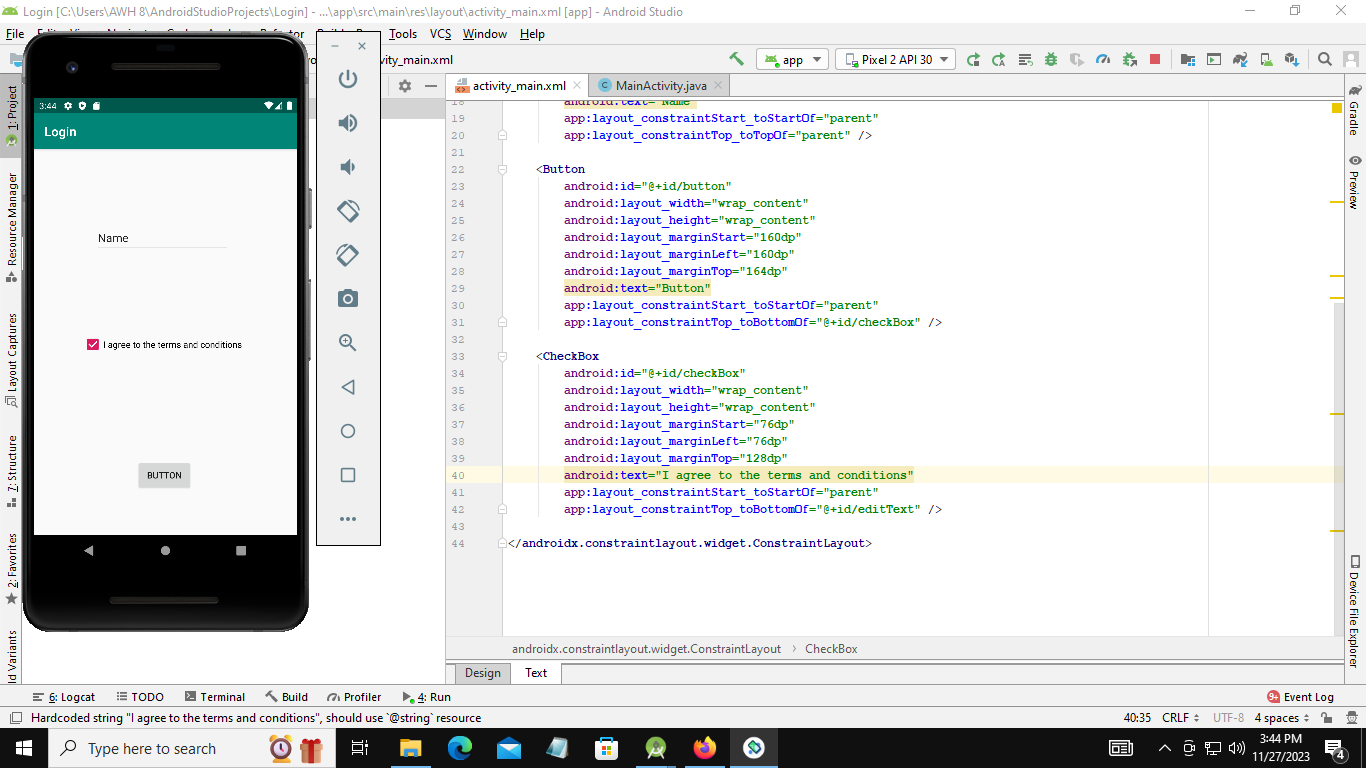 Login [C:\Users\AWH 8\AndroidStudioProjects\Login] - ...\app\src\main\res\layout\activity_main.xml [app] - Android Studio
File Tools VCS Window Help
app
Pixel 2 API 30
1: Project
Resource Manager
Layout Captures
7: Structure
2: Favorites
activity_main.xml
MainActivity.java
3:44
Login
Name
I agree to the terms and conditions
BUTTON
18 android:text="Name"
19 app:layout_constraintStart_toStartOf="parent"
20 app:layout_constraintTop_toTopOf="parent" />
21
22 <Button
23 android:id="@+id/button"
24 android:layout_width="wrap_content"
25 android:layout_height="wrap_content"
26 android:layout_marginStart="160dp"
27 android:layout_marginLeft="160dp"
28 android:layout_marginTop="164dp"
29 android:text="Button"
30 app:layout_constraintStart_toStartOf="parent"
31 app:layout_constraintTop_toBottomOf="@+id/checkBox" />
32
33 <CheckBox
34 android:id="@+id/checkBox"
35 android:layout_width="wrap_content"
36 android:layout_height="wrap_content"
37 android:layout_marginStart="76dp"
38 android:layout_marginLeft="76dp"
39 android:layout_marginTop="128dp"
40 android:text="I agree to the terms and conditions"
41 app:layout_constraintStart_toStartOf="parent"
42 app:layout_constraintTop_toBottomOf="@+id/editText" />
43
44 </androidx.constraintlayout.widget.ConstraintLayout>
Gradle
Preview
Device File Explorer
androidx.constraintlayout.widget.ConstraintLayout › CheckBox
Design Text
6: Logcat TODO Terminal Build Profiler 4: Run 9+ Event Log
Hardcoded string "I agree to the terms and conditions", should use `@string` resource 40:35 CRLF UTF-8 4 spaces
Type here to search
3:44 PM
11/27/2023
4